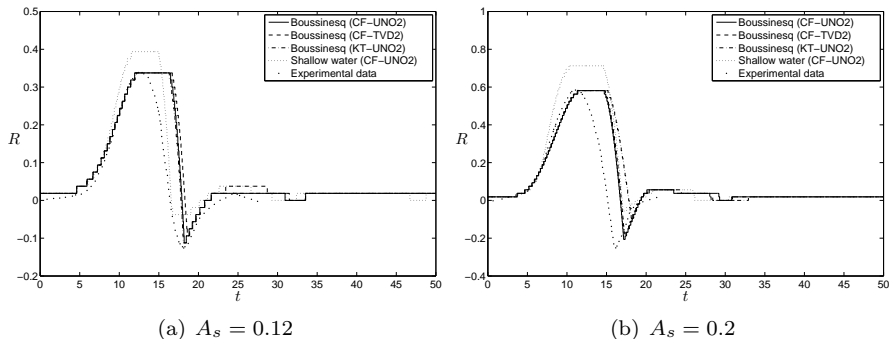 0.5
0.4
0.3
0.2
0.1
0
−0.1
−0.2
R
0 5 10 15 20 25 30 35 40 45 50
t
Boussinesq (CF−UNO2)
Boussinesq (CF−TVD2)
Boussinesq (KT−UNO2)
Shallow water (CF−UNO2)
Experimental data
(a) A_s = 0.12
1
0.8
0.6
0.4
0.2
0
−0.2
−0.4
R
0 5 10 15 20 25 30 35 40 45 50
t
Boussinesq (CF−UNO2)
Boussinesq (CF−TVD2)
Boussinesq (KT−UNO2)
Shallow water (CF−UNO2)
Experimental data
(b) A_s = 0.2